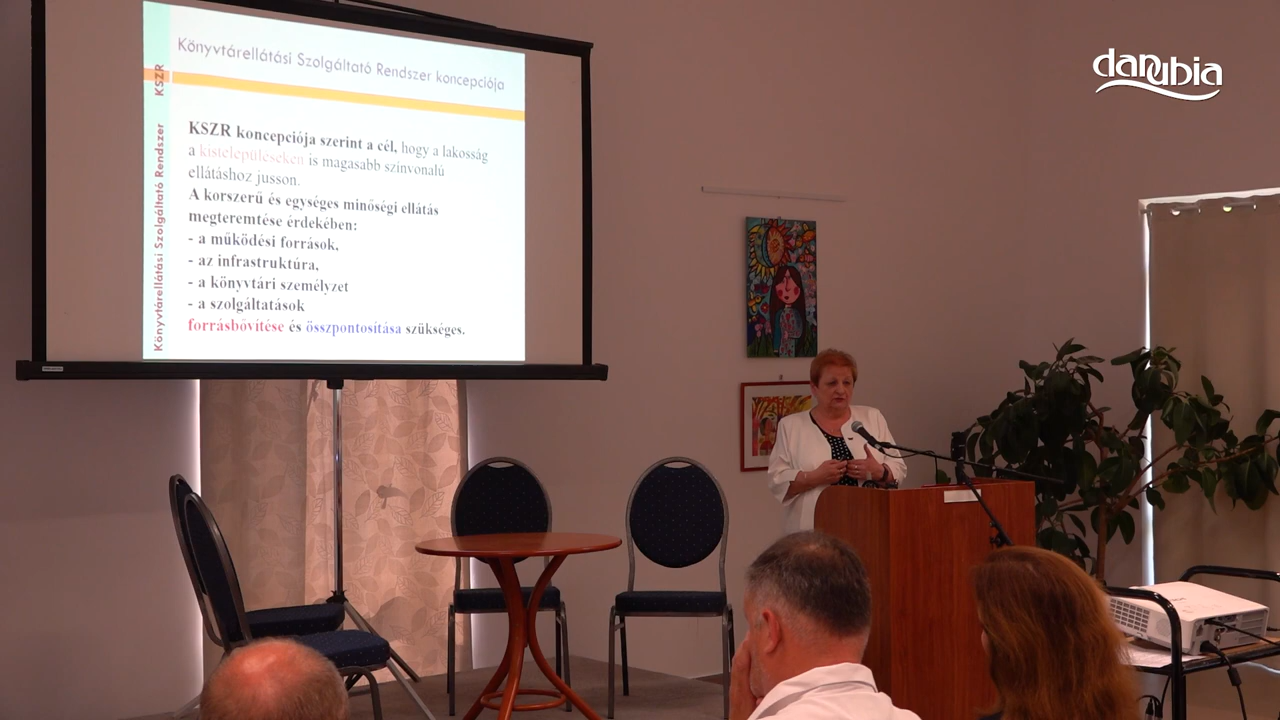 danubia
Könyvtárellátási Szolgáltató Rendszer koncepciója
KSZR
Könyvtárellátási Szolgáltató Rendszer
KSZR koncepciója szerint a cél, hogy a lakosság
a kistelepüléseken is magasabb színvonalú
ellátáshoz jusson.
A korszerű és egységes minőségi ellátás
megteremtése érdekében:
- a működési források,
- az infrastruktúra,
- a könyvtári személyzet
- a szolgáltatások
forrásbővítése és összpontosítása szükséges.